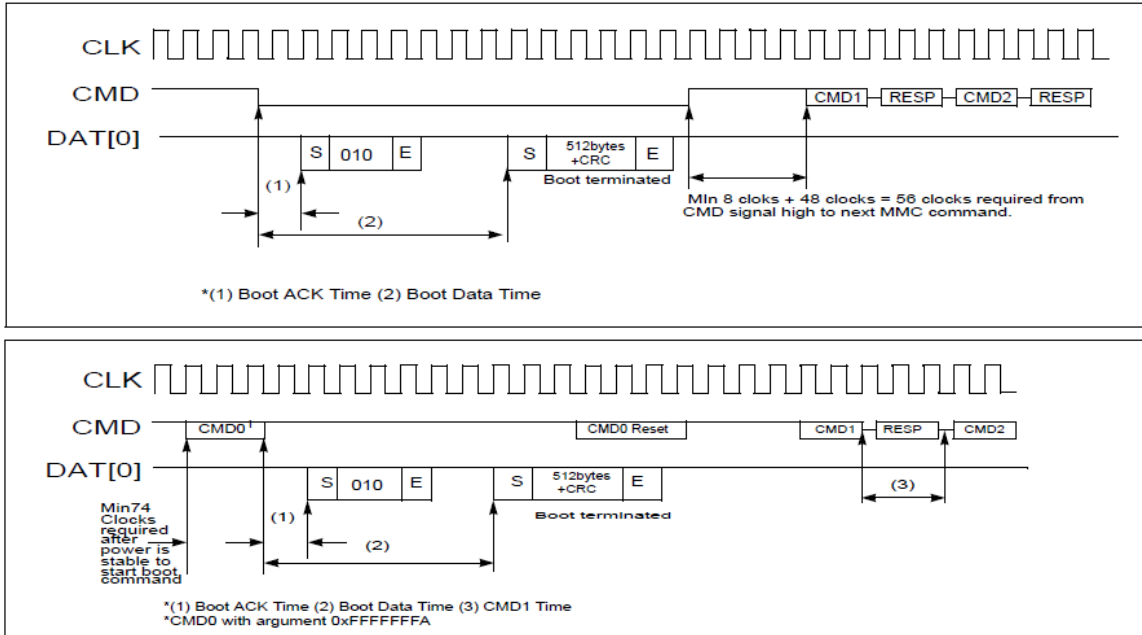 CLK
CMD
CMD1 RESP CMD2 RESP
DAT[0]
S 010 E S 512bytes +CRC E
Boot terminated
(1)
(2)
MIn 8 cloks + 48 clocks = 56 clocks required from
CMD signal high to next MMC command.
*(1) Boot ACK Time (2) Boot Data Time
CLK
CMD
CMD0 1 CMD0 Reset CMD1 RESP CMD2
DAT[0]
S 010 E S 512bytes +CRC E
Boot terminated
(3)
Min74
Clocks
required
after
power is
stable to
start boot
command
(1)
(2)
*(1) Boot ACK Time (2) Boot Data Time (3) CMD1 Time
*CMD0 with argument 0xFFFFFFFA